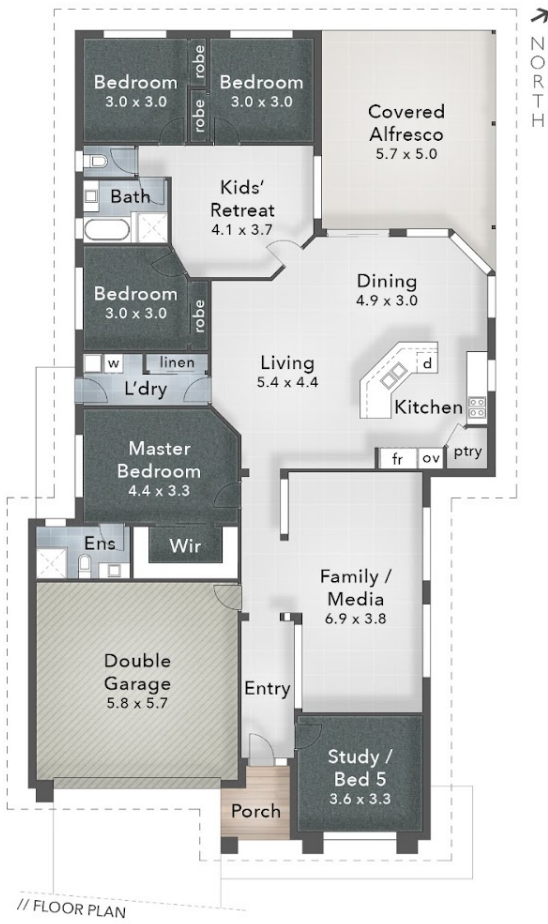 NORTH
Bedroom
3.0 x 3.0
robe
robe
Bedroom
3.0 x 3.0
Covered
Alfresco
5.7 x 5.0
Bath
Kids'
Retreat
4.1 x 3.7
Bedroom
3.0 x 3.0
robe
Dining
4.9 x 3.0
Living
5.4 x 4.4
w
linen
L'dry
d
Kitchen
fr
ov
ptry
Master
Bedroom
4.4 x 3.3
Ens
Wir
Family /
Media
6.9 x 3.8
Double
Garage
5.8 x 5.7
Entry
Study /
Bed 5
3.6 x 3.3
Porch
// FLOOR PLAN